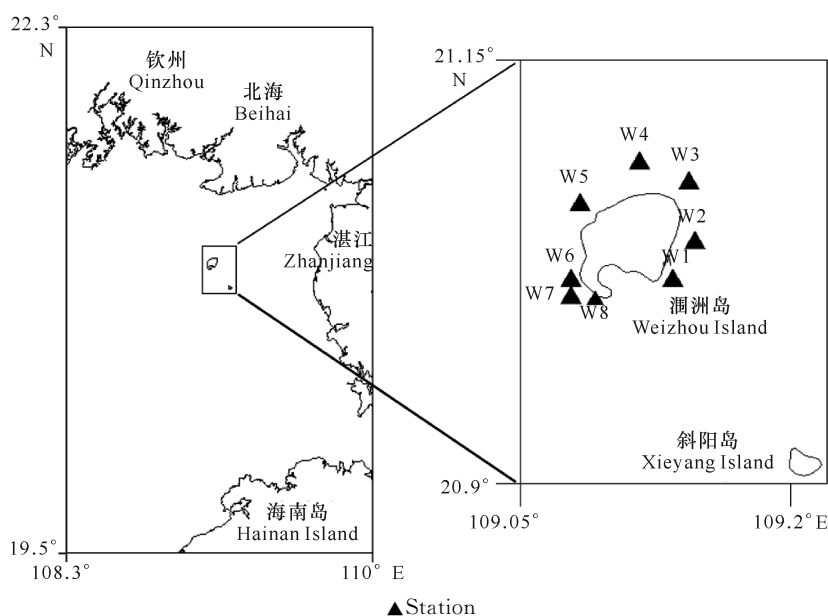 22.3°
N
钦州
Qinzhou
北海
Beihai
湛江
Zhanjiang
海南岛
Hainan Island
19.5°
108.3°
110° E
21.15°
N
W4
W3
W5
W2
W6
W1
W7
W8
涠洲岛
Weizhou Island
斜阳岛
Xieyang Island
20.9°
109.05°
109.2° E
▲Station